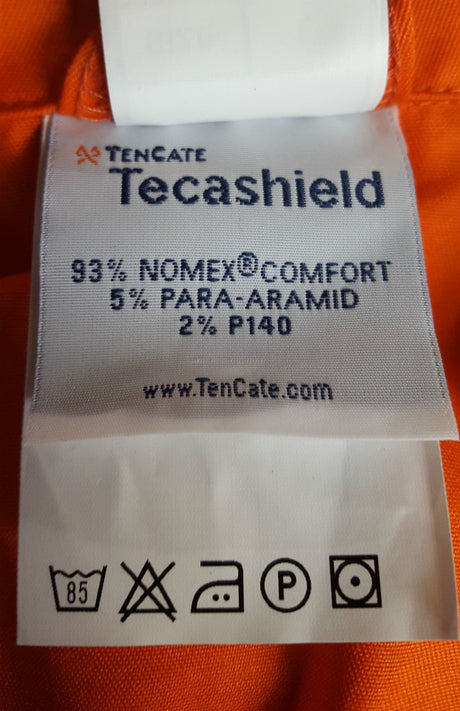 TENCATE
Tecashield
93% NOMEX®COMFORT
5% PARA-ARAMID
2% P140
www.TenCate.com
85 P